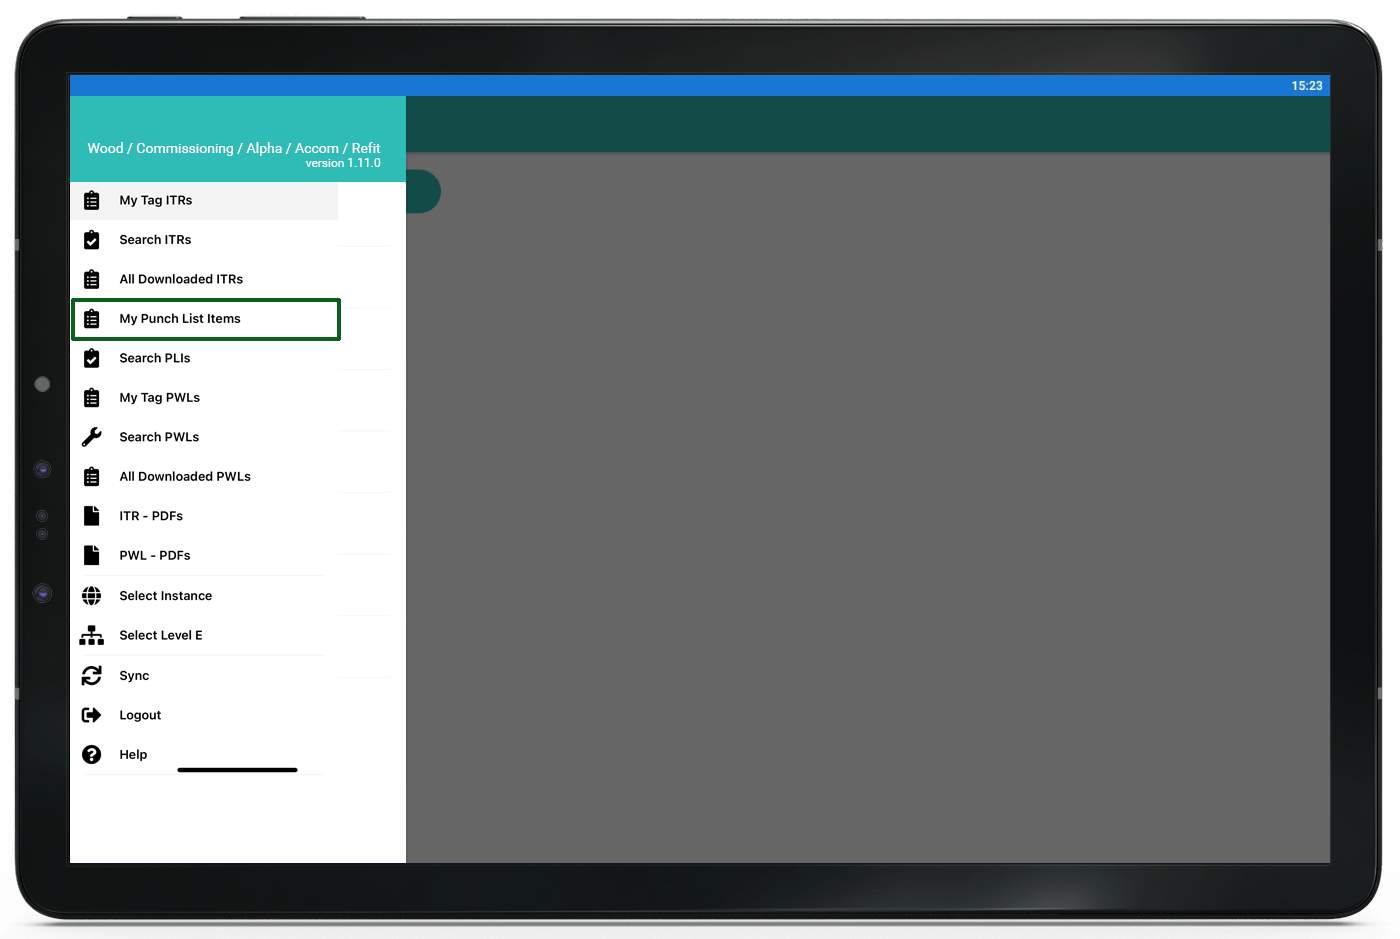 15:23
Wood / Commissioning / Alpha / Accom / Refit
version 1.11.0
My Tag ITRs
Search ITRs
All Downloaded ITRs
My Punch List Items
Search PLIs
My Tag PWLs
Search PWLs
All Downloaded PWLs
ITR - PDFs
PWL - PDFs
Select Instance
Select Level E
Sync
Logout
Help